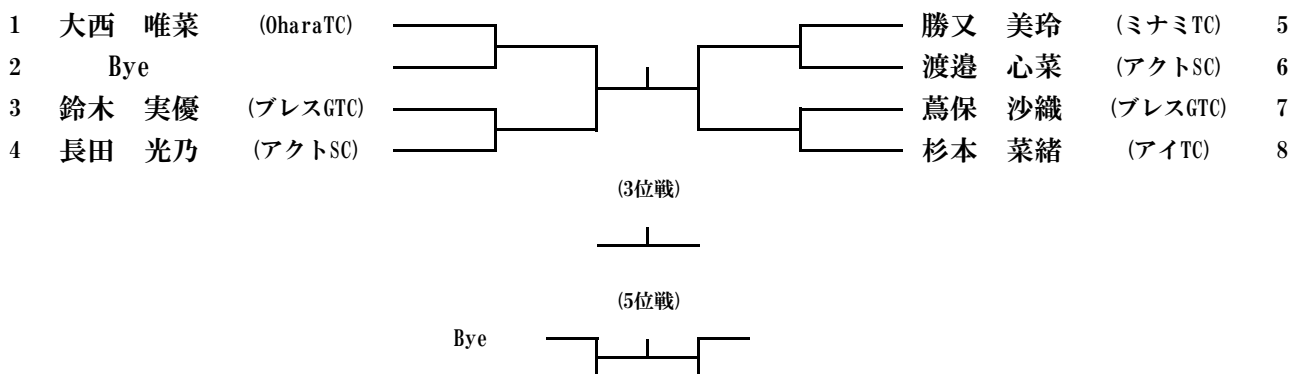 1 大西 唯菜 (OharaTC) 勝又 美玲 (ミナミTC) 5
2 Bye 渡邉 心菜 (アクトSC) 6
3 鈴木 実優 (ブレスGTC) 蔦保 沙織 (ブレスGTC) 7
4 長田 光乃 (アクトSC) 杉本 菜緒 (アイTC) 8
(3位戦)
(5位戦)
Bye